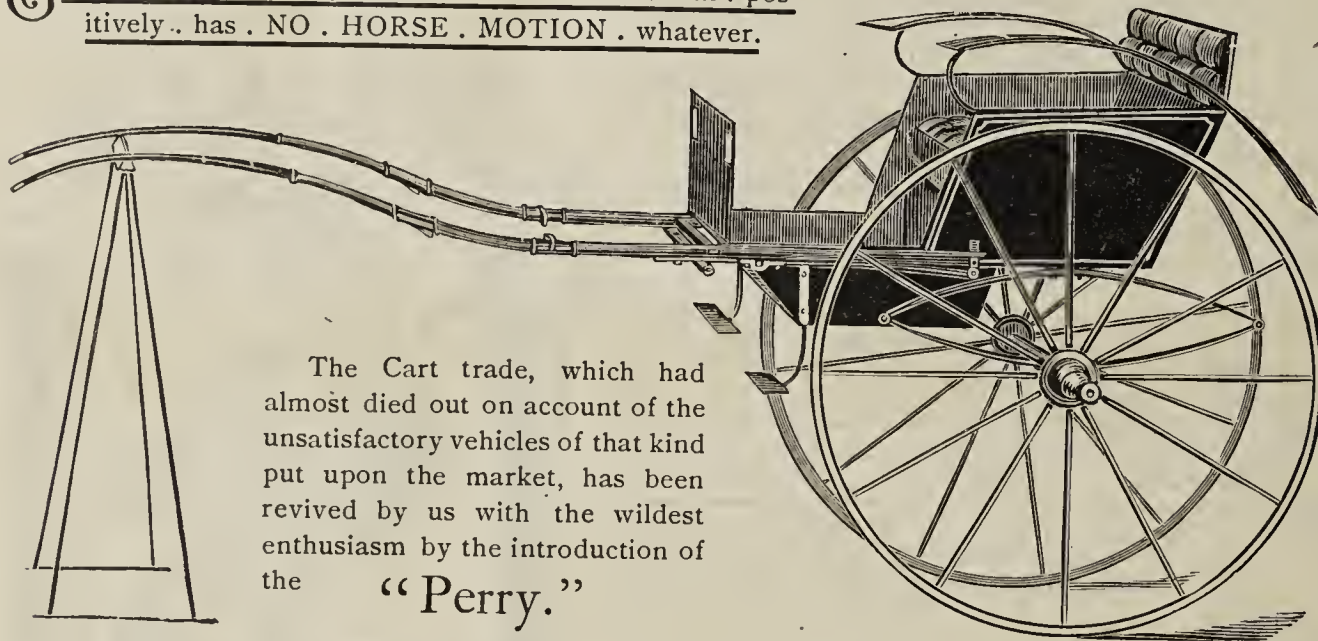 itively . has . NO . HORSE . MOTION . whatever.
The Cart trade, which had
almost died out on account of the
unsatisfactory vehicles of that kind
put upon the market, has been
revived by us with the wildest
enthusiasm by the introduction of
the “Perry.”